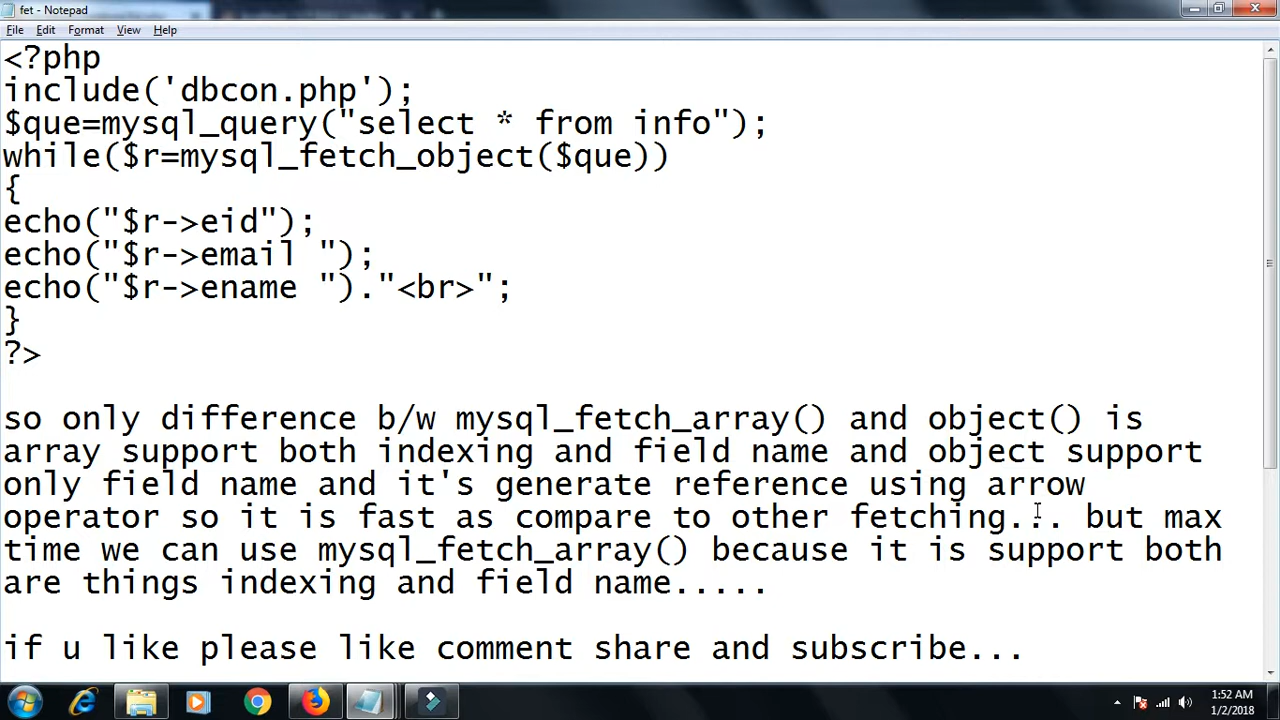 fet - Notepad
File Edit Format View Help
<?php
include('dbcon.php');
$que=mysql_query("select * from info");
while($r=mysql_fetch_object($que))
{
echo("$r->eid");
echo("$r->email ");
echo("$r->ename ")."<br>";
}
?>
so only difference b/w mysql_fetch_array() and object() is
array support both indexing and field name and object support
only field name and it's generate reference using arrow
operator so it is fast as compare to other fetching... but max
time we can use mysql_fetch_array() because it is support both
are things indexing and field name.....
if u like please like comment share and subscribe...
1:52 AM
1/2/2018